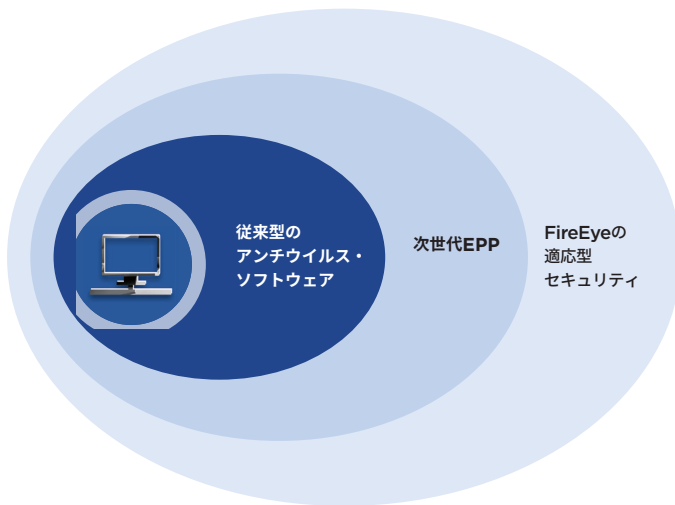 従来型の
アンチウイルス・
ソフトウェア
次世代EPP
FireEyeの
適応型
セキュリティ